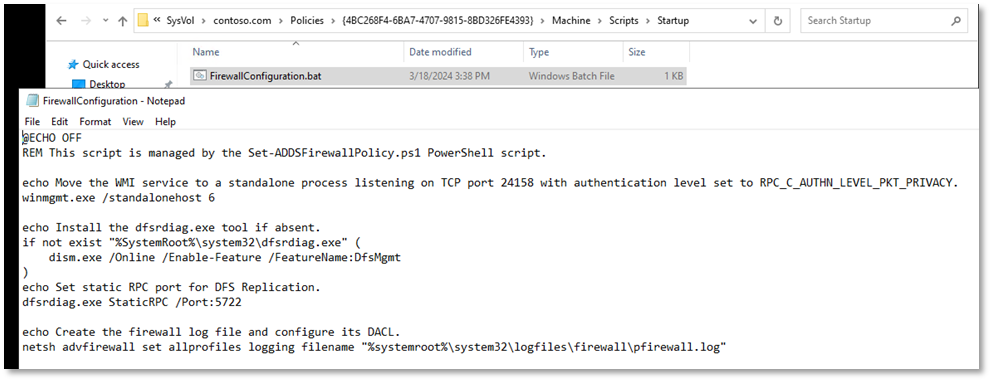 SysVol > contoso.com > Policies > {4BC268F4-6BA7-4707-9815-8BD326FE4393} > Machine > Scripts > Startup
Search Startup
Name Date modified Type Size
Quick access
FirewallConfiguration.bat 3/18/2024 3:38 PM Windows Batch File 1 KB
Desktop
FirewallConfiguration - Notepad
File Edit Format View Help
@ECHO OFF
REM This script is managed by the Set-ADDSFirewallPolicy.ps1 PowerShell script.
echo Move the WMI service to a standalone process listening on TCP port 24158 with authentication level set to RPC_C_AUTHN_LEVEL_PKT_PRIVACY.
winmgmt.exe /standalonehost 6
echo Install the dfsrdiag.exe tool if absent.
if not exist "%SystemRoot%\system32\dfsrdiag.exe" (
    dism.exe /Online /Enable-Feature /FeatureName:DfsMgmt
)
echo Set static RPC port for DFS Replication.
dfsrdiag.exe StaticRPC /Port:5722
echo Create the firewall log file and configure its DACL.
netsh advfirewall set allprofiles logging filename "%systemroot%\system32\logfiles\firewall\pfirewall.log"